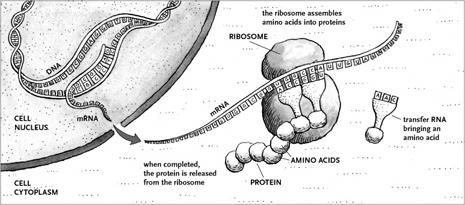 the ribosome assembles
amino acids into proteins
RIBOSOME
DNA
mRNA
mRNA
CELL
NUCLEUS
A A C
transfer RNA
bringing an
amino acid
when completed,
the protein is released
from the ribosome
AMINO ACIDS
PROTEIN
CELL
CYTOPLASM